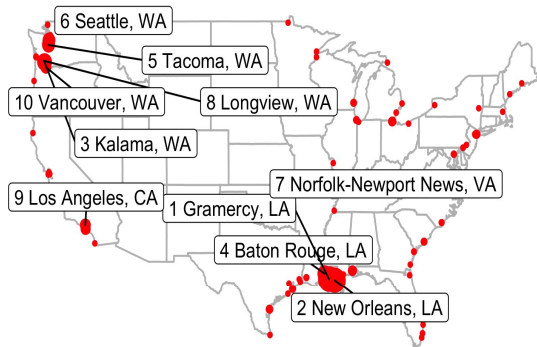 6 Seattle, WA
5 Tacoma, WA
10 Vancouver, WA
8 Longview, WA
3 Kalama, WA
7 Norfolk-Newport News, VA
9 Los Angeles, CA
1 Gramercy, LA
4 Baton Rouge, LA
2 New Orleans, LA